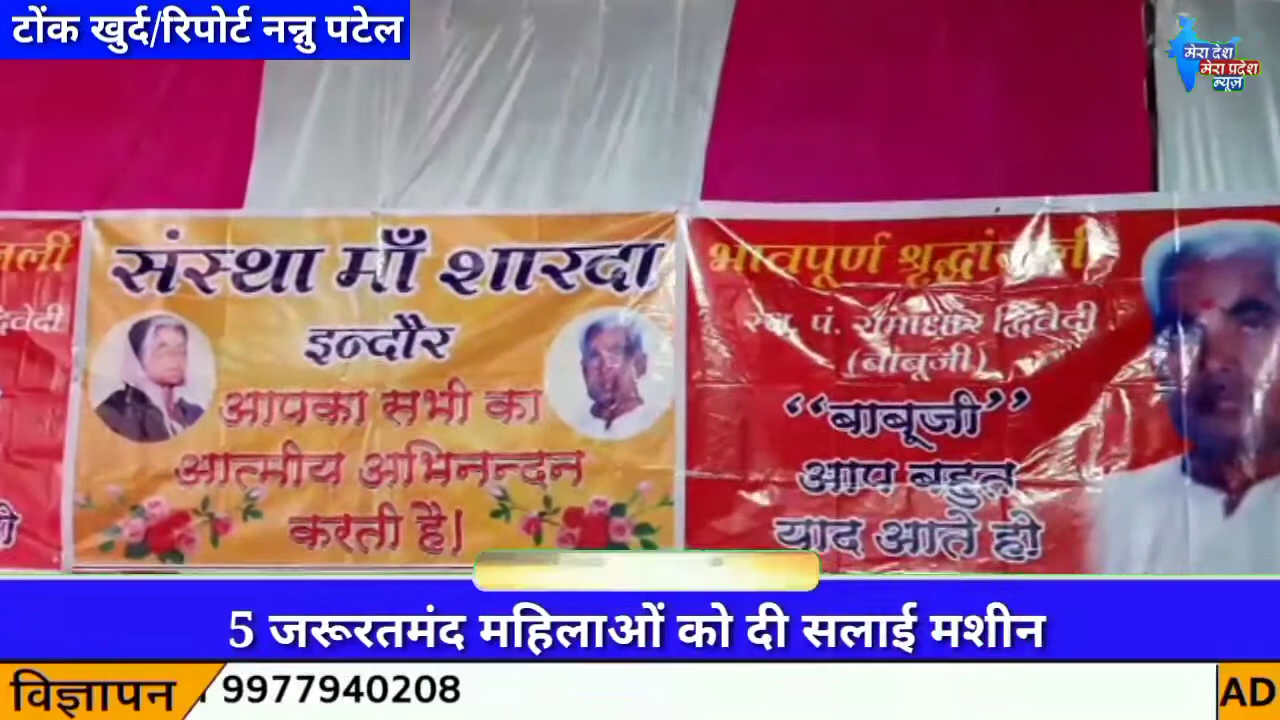 टोंक खुर्द/रिपोर्ट नन्नु पटेल
मेरा देश
मेरा प्रदेश
न्यूज़
संस्था माँ शारदा
इन्दौर
आपका सभी का
आत्मीय अभिनन्दन
करती है।
भावपूर्ण श्रृद्धांजली
स्व. पं. रामाधार द्विवेदी
(बाबूजी)
“बाबूजी”
आप बहुत
याद आते हो
5 जरूरतमंद महिलाओं को दी सलाई मशीन
विज्ञापन
9977940208
AD